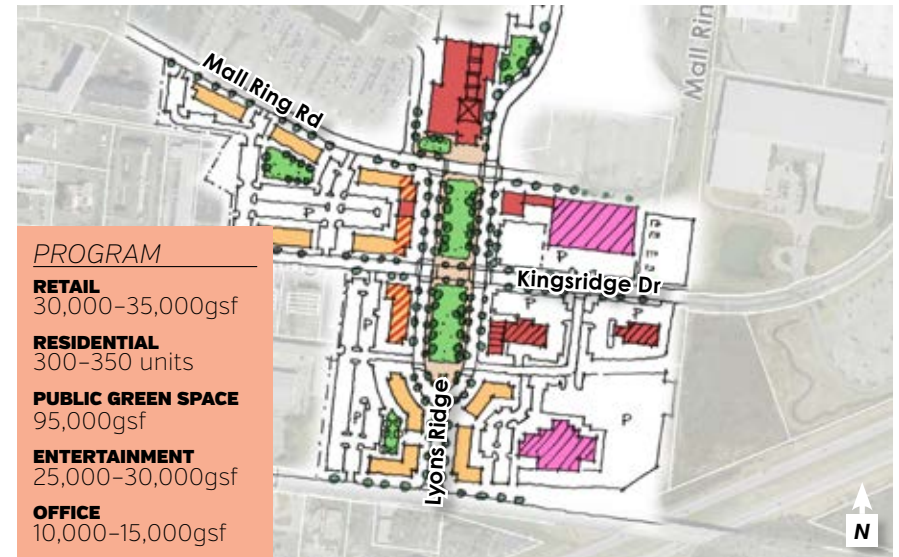 Mall Ring Rd
Mall Rin
P
P
Kingsridge Dr
P
P
P
P
P
Lyons Ridge
PROGRAM
RETAIL
30,000–35,000gsf
RESIDENTIAL
300–350 units
PUBLIC GREEN SPACE
95,000gsf
ENTERTAINMENT
25,000–30,000gsf
OFFICE
10,000–15,000gsf
N